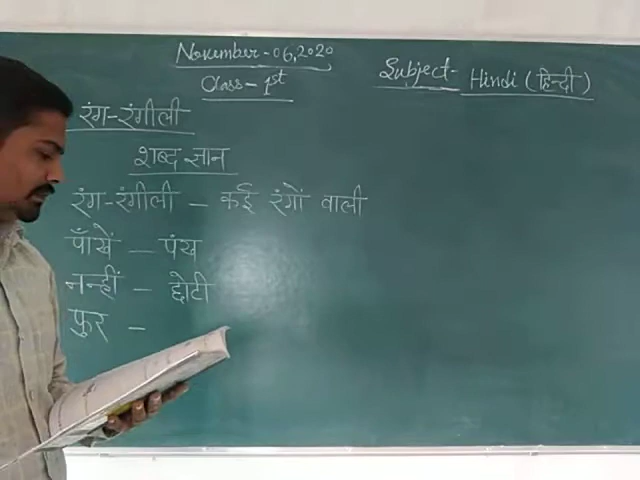 November-06,2020
Class-1st
Subject- Hindi (हिन्दी)
रंग-रंगीली
शब्द ज्ञान
रंग-रंगीली - कई रंगों वाली
पाँखें - पंख
नन्हीं - छोटी
फुर -